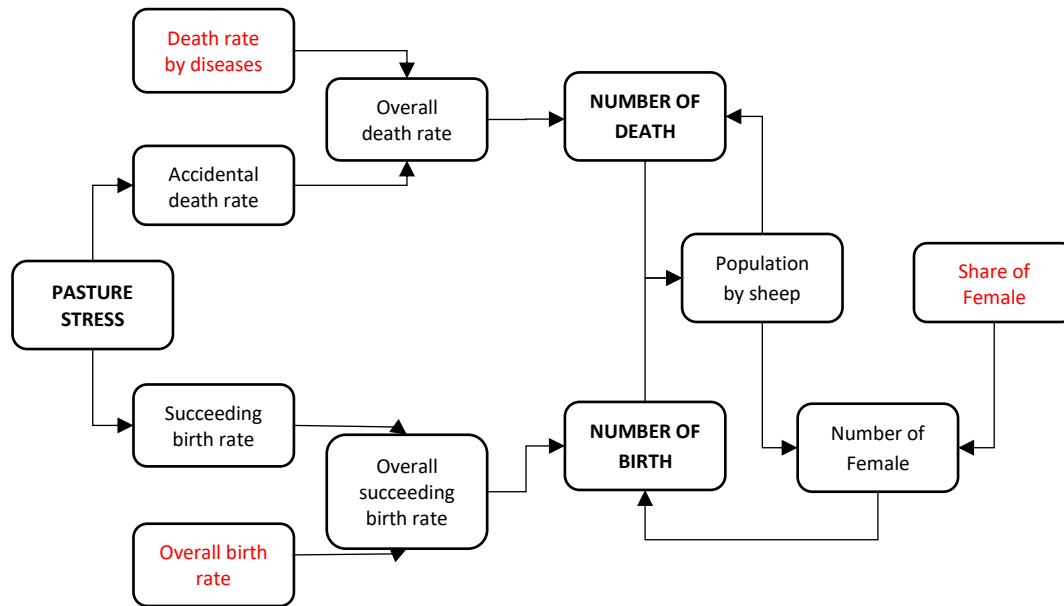 Death rate
by diseases
Overall
death rate
NUMBER OF
DEATH
Accidental
death rate
PASTURE
STRESS
Population
by sheep
Share of
Female
Succeeding
birth rate
Overall
succeeding
birth rate
NUMBER OF
BIRTH
Number of
Female
Overall birth
rate